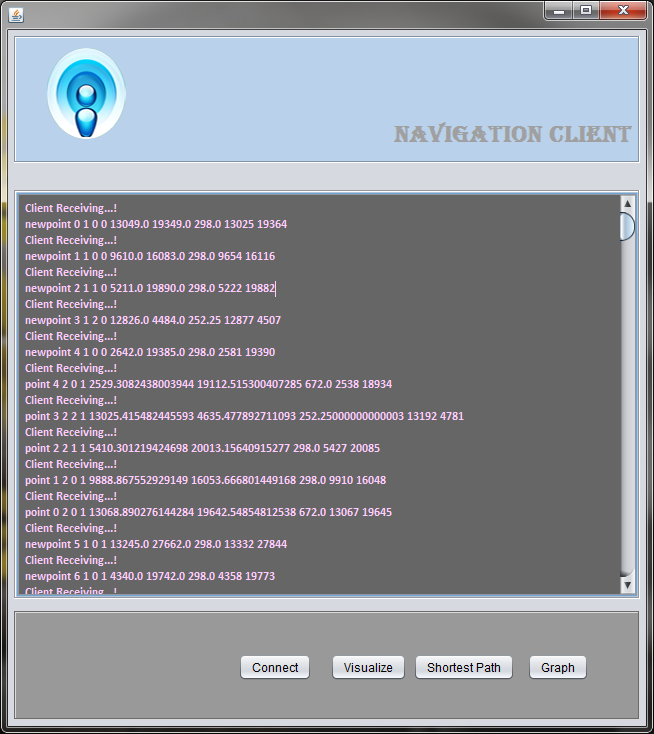 NAVIGATION CLIENT
Client Receiving...!
newpoint 0 1 0 0 13049.0 19349.0 298.0 13025 19364
Client Receiving...!
newpoint 1 1 0 0 9610.0 16083.0 298.0 9654 16116
Client Receiving...!
newpoint 2 1 1 0 5211.0 19890.0 298.0 5222 19882
Client Receiving...!
newpoint 3 1 2 0 12826.0 4484.0 252.25 12877 4507
Client Receiving...!
newpoint 4 1 0 0 2642.0 19385.0 298.0 2581 19390
Client Receiving...!
point 4 2 0 1 2529.3082438003944 19112.515300407285 672.0 2538 18934
Client Receiving...!
point 3 2 2 1 13025.415482445593 4635.477892711093 252.25000000000003 13192 4781
Client Receiving...!
point 2 2 1 1 5410.301219424698 20013.15640915277 298.0 5427 20085
Client Receiving...!
point 1 2 0 1 9888.867552929149 16053.666801449168 298.0 9910 16048
Client Receiving...!
point 0 2 0 1 13068.890276144284 19642.54854812538 672.0 13067 19645
Client Receiving...!
newpoint 5 1 0 1 13245.0 27662.0 298.0 13332 27844
Client Receiving...!
newpoint 6 1 0 1 4340.0 19742.0 298.0 4358 19773
Client Receiving...!
Connect Visualize Shortest Path Graph